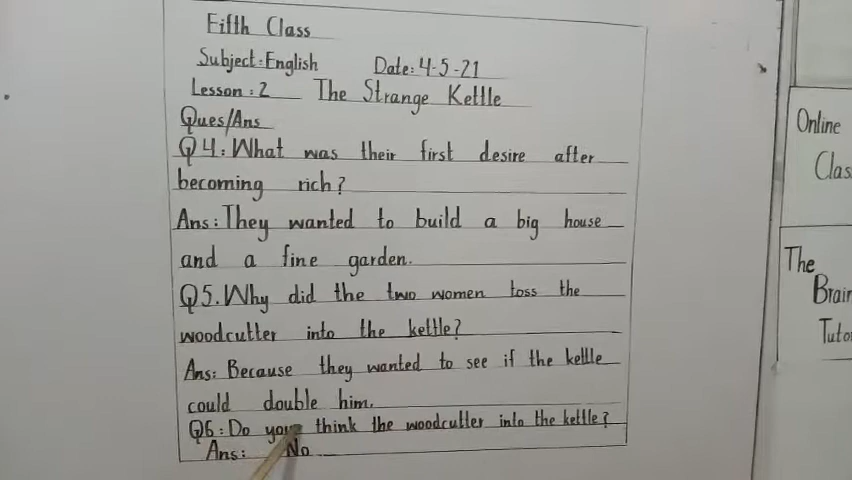 Fifth Class
Subject:English Date:4-5-21
Lesson:2 The Strange Kettle
Ques/Ans
Q4:What was their first desire after
becoming rich?
Ans:They wanted to build a big house
and a fine garden.
Q5.Why did the two women toss the
woodcutter into the kettle?
Ans: Because they wanted to see if the kettle
could double him.
Q6:Do you think the woodcutter into the kettle?
Ans: No
Online
Clas
The
Brain
Tuto